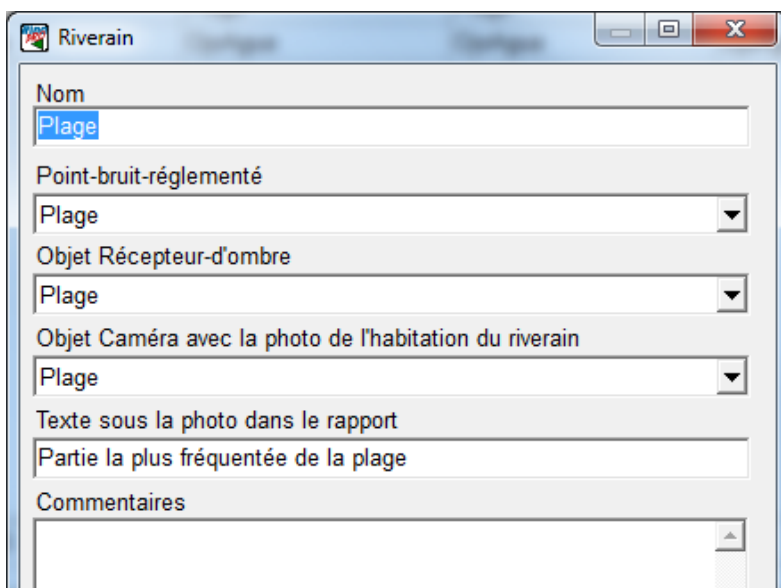 Riverain
Nom
Plage
Point-bruit-réglementé
Plage
Objet Récepteur-d'ombre
Plage
Objet Caméra avec la photo de l'habitation du riverain
Plage
Texte sous la photo dans le rapport
Partie la plus fréquentée de la plage
Commentaires